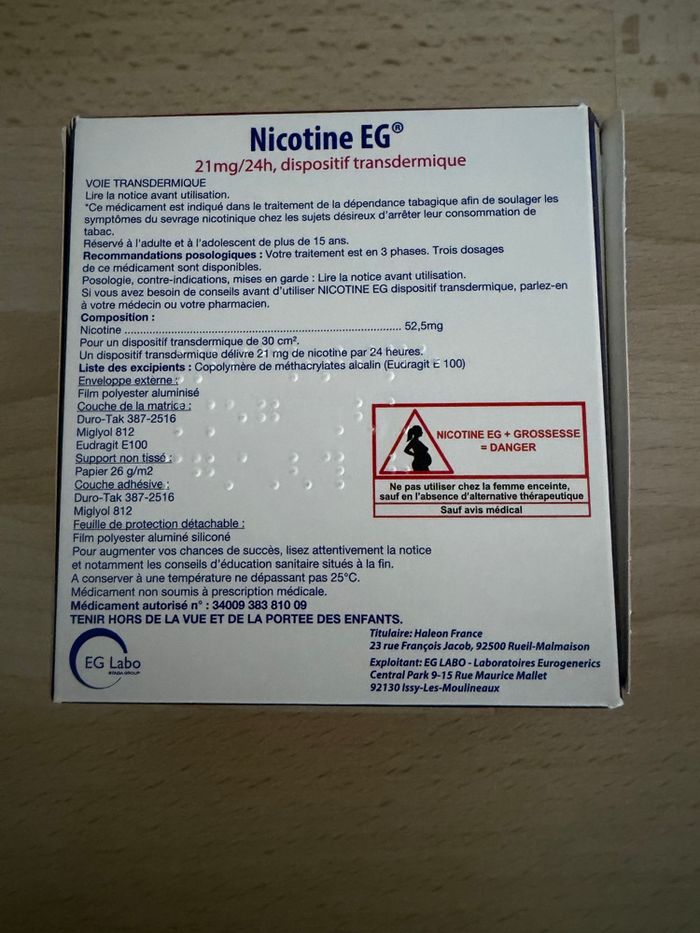 Nicotine EG®
21mg/24h, dispositif transdermique
VOIE TRANSDERMIQUE
Lire la notice avant utilisation.
*Ce médicament est indiqué dans le traitement de la dépendance tabagique afin de soulager les
symptômes du sevrage nicotinique chez les sujets désireux d'arrêter leur consommation de
tabac.
Réservé à l'adulte et à l'adolescent de plus de 15 ans.
Recommandations posologiques : Votre traitement est en 3 phases. Trois dosages
de ce médicament sont disponibles.
Posologie, contre-indications, mises en garde : Lire la notice avant utilisation.
Si vous avez besoin de conseils avant d'utiliser NICOTINE EG dispositif transdermique, parlez-en
à votre médecin ou votre pharmacien.
Composition :
Nicotine .................................................................................... 52,5mg
Pour un dispositif transdermique de 30 cm².
Un dispositif transdermique délivre 21 mg de nicotine par 24 heures.
Liste des excipients : Copolymère de méthacrylates alcalin (Eudragit E 100)
Enveloppe externe :
Film polyester aluminisé
Couche de la matrice :
Duro-Tak 387-2516
Miglyol 812
Eudragit E100
Support non tissé :
Papier 26 g/m2
Couche adhésive :
Duro-Tak 387-2516
Miglyol 812
Feuille de protection détachable :
Film polyester aluminé siliconé
Pour augmenter vos chances de succès, lisez attentivement la notice
et notamment les conseils d'éducation sanitaire situés à la fin.
A conserver à une température ne dépassant pas 25°C.
Médicament non soumis à prescription médicale.
Médicament autorisé n° : 34009 383 810 09
TENIR HORS DE LA VUE ET DE LA PORTEE DES ENFANTS.
NICOTINE EG + GROSSESSE
= DANGER
Ne pas utiliser chez la femme enceinte,
sauf en l'absence d'alternative thérapeutique
Sauf avis médical
EG Labo
STADA GROUP
Titulaire: Haleon France
23 rue François Jacob, 92500 Rueil-Malmaison
Exploitant: EG LABO - Laboratoires Eurogenerics
Central Park 9-15 Rue Maurice Mallet
92130 Issy-Les-Moulineaux